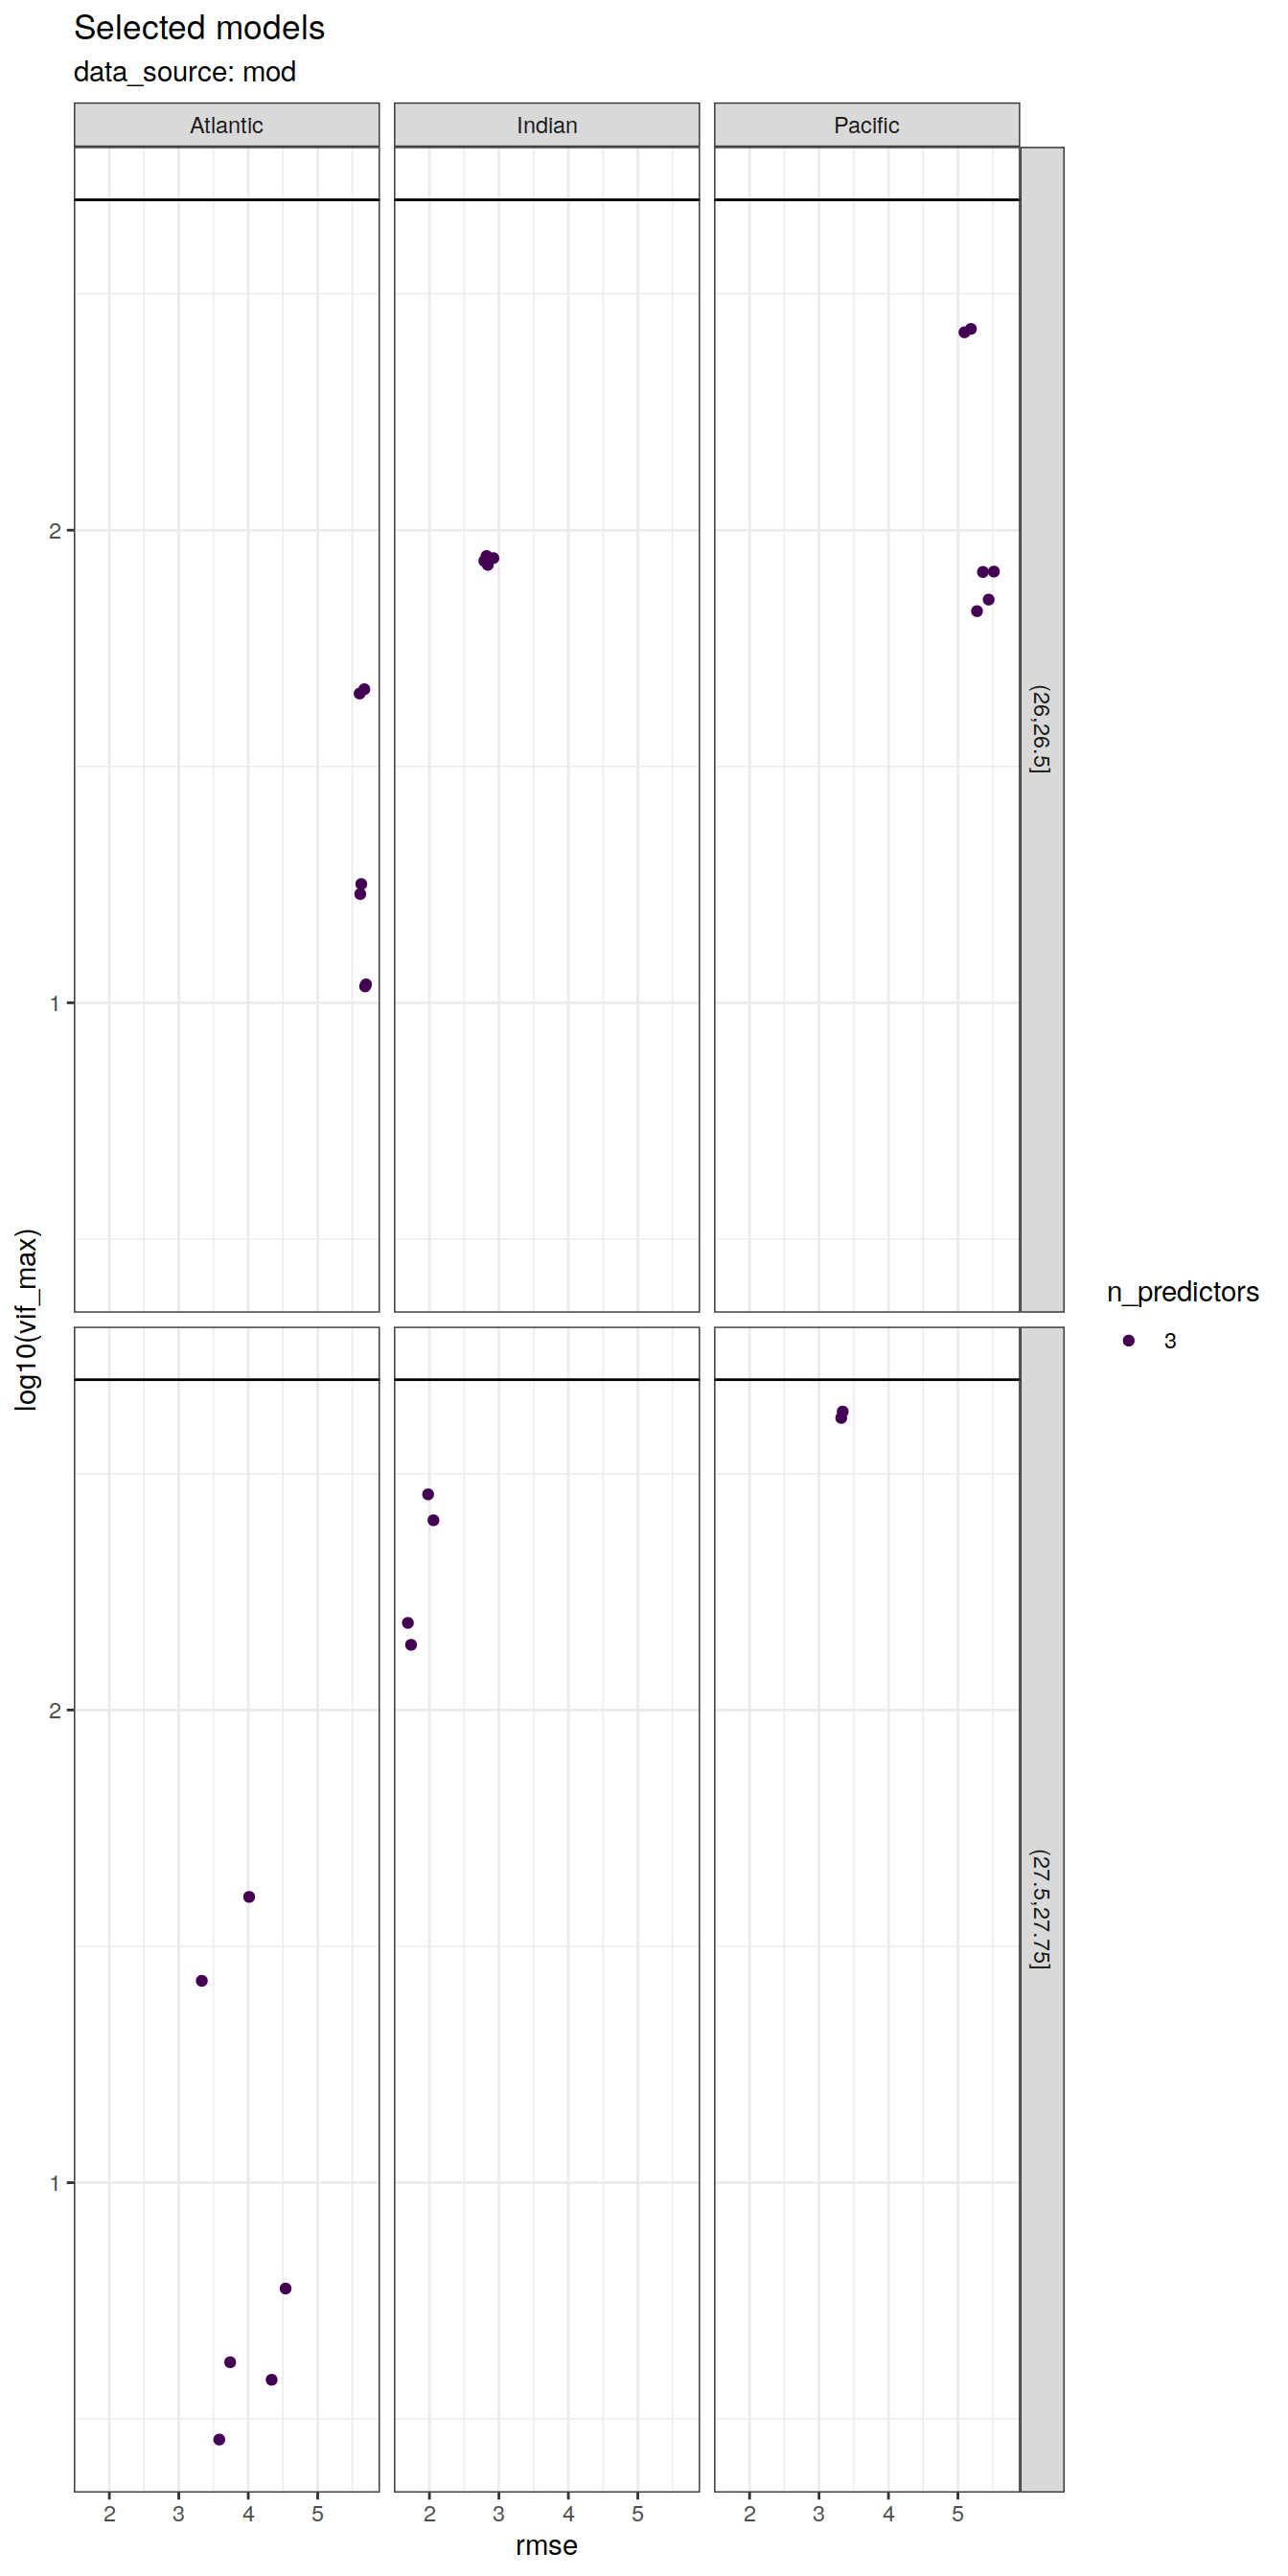 Selected models
data_source: mod
Atlantic
Indian
Pacific
2
1
(26,26.5]
log10(vif_max)
n_predictors
3
2
1
(27.5,27.75]
2 3 4 5
2 3 4 5
2 3 4 5
rmse